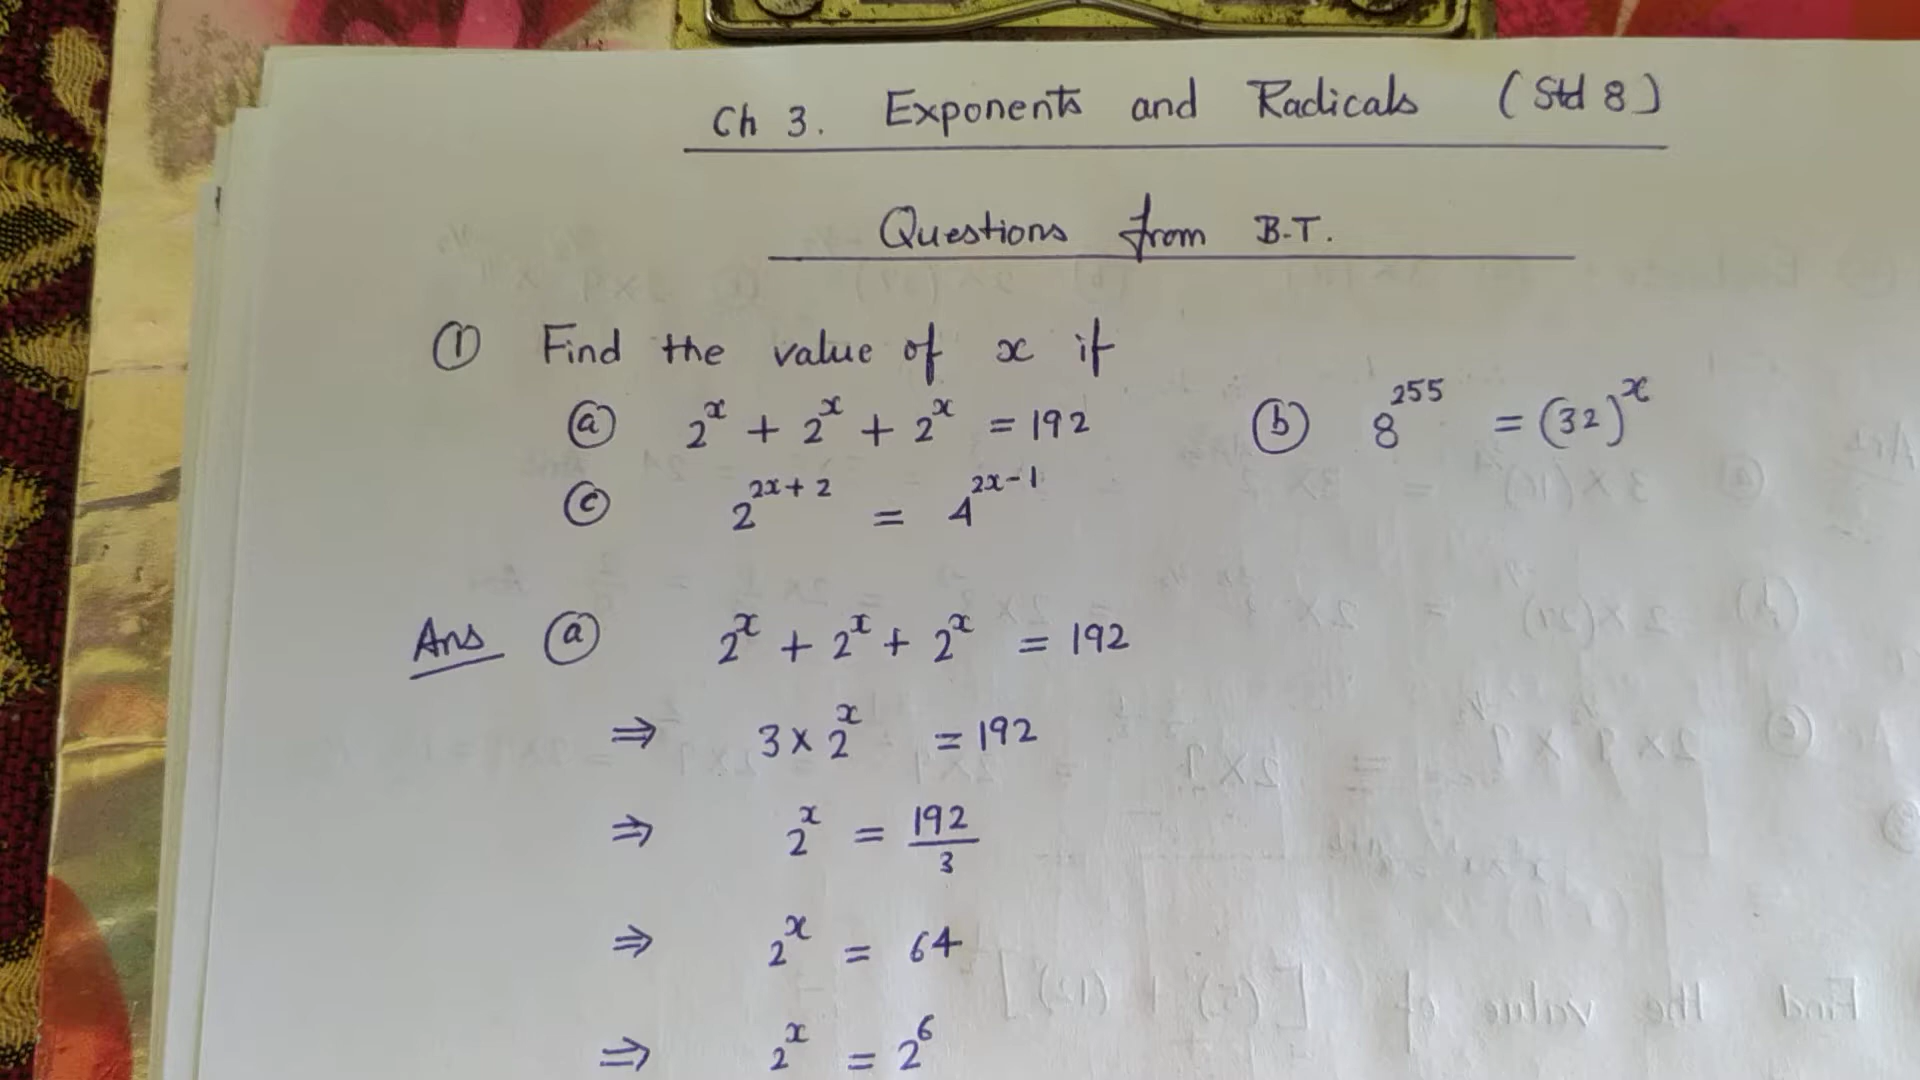 Ch 3. Exponents and Radicals (Std 8)
Questions from B.T.
① Find the value of x if
ⓐ 2^x + 2^x + 2^x = 192 ⓑ 8^255 = (32)^x
ⓒ 2^(2x+2) = 4^(2x-1)
Ans ⓐ 2^x + 2^x + 2^x = 192
⇒ 3 × 2^x = 192
⇒ 2^x = 192/3
⇒ 2^x = 64
⇒ 2^x = 2^6